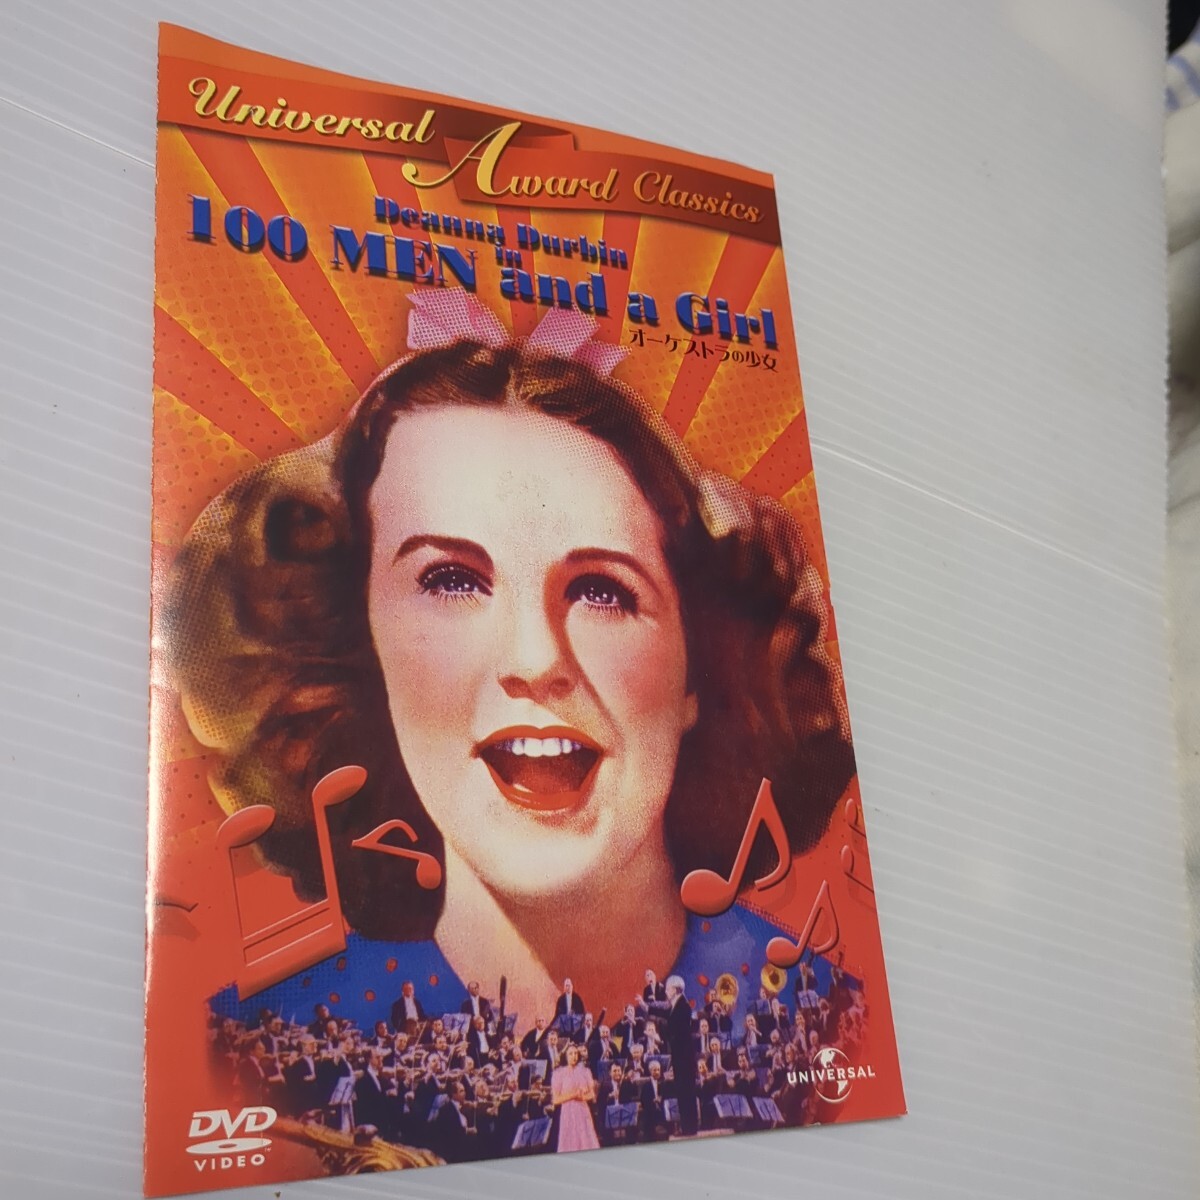 Universal Award Classics
Deanna Durbin
in
100 MEN and a Girl
オーケストラの少女
UNIVERSAL
DVD
VIDEO